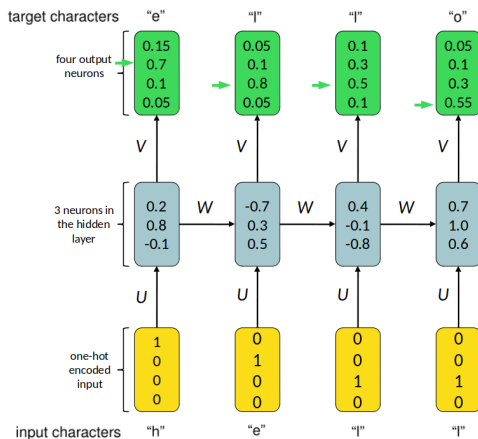 target characters "e" "l" "l" "o"
four output
neurons
0.15 0.05 0.1 0.05
0.7 0.1 0.3 0.1
0.1 0.8 0.5 0.3
0.05 0.05 0.1 0.55
V V V V
3 neurons in
the hidden
layer
0.2 -0.7 0.4 0.7
0.8 0.3 -0.1 1.0
-0.1 0.5 -0.8 0.6
W W W
U U U U
one-hot
encoded
input
1 0 0 0
0 1 0 0
0 0 1 1
0 0 0 0
input characters "h" "e" "l" "l"